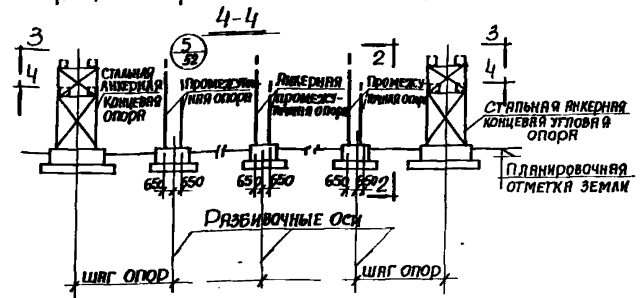 4-4
3
4
5
52
2
3
4
СТАЛЬНАЯ
АНКЕРНАЯ
КОНЦЕВАЯ
ОПОРА
ПРОМЕЖУТОЧ-
НАЯ ОПОРА
АНКЕРНАЯ
ПРОМЕЖУ-
ТОЧНАЯ ОПОРА
ПРОМЕЖУ-
ТОЧНАЯ ОПОРА
СТАЛЬНАЯ АНКЕРНАЯ
КОНЦЕВАЯ УГЛОВАЯ
ОПОРА
650 650 650 650 650 650
2
ПЛАНИРОВОЧНАЯ
ОТМЕТКА ЗЕМЛИ
РАЗБИВОЧНЫЕ ОСИ
ШАГ ОПОР
ШАГ ОПОР